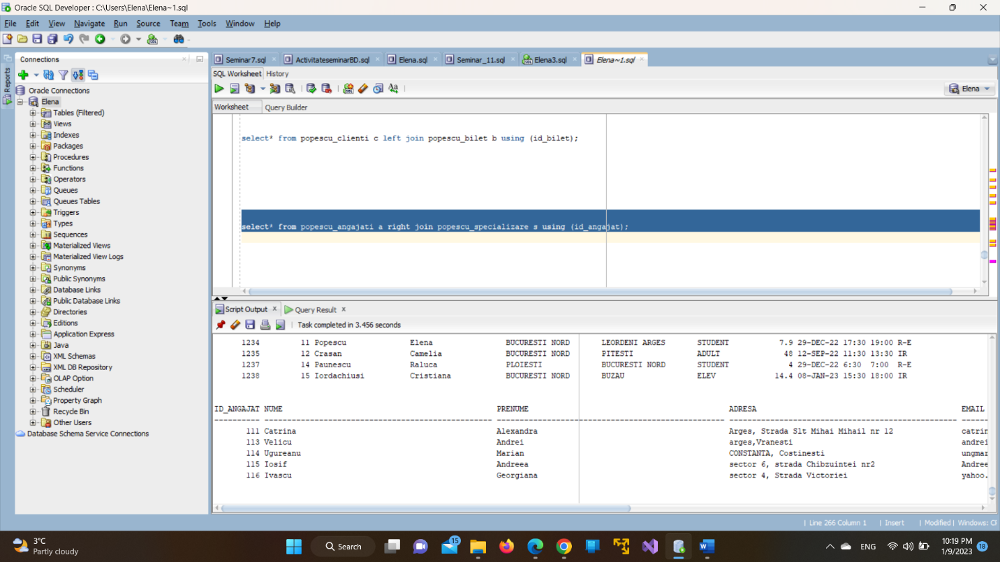 Oracle SQL Developer : C:\Users\Elena\Elena~1.sql
File Edit View Navigate Run Source Team Tools Window Help
Connections
Reports
Oracle Connections
Elena
Tables (Filtered)
Views
Indexes
Packages
Procedures
Functions
Operators
Queues
Queues Tables
Triggers
Types
Sequences
Materialized Views
Materialized View Logs
Synonyms
Public Synonyms
Database Links
Public Database Links
Directories
Editions
Application Express
Java
XML Schemas
XML DB Repository
OLAP Option
Scheduler
Property Graph
Recycle Bin
Other Users
Database Schema Service Connections
Seminar7.sql ActivitateseminarBD.sql Elena.sql Seminar_11.sql Elena3.sql Elena~1.sql
SQL Worksheet History
Elena
Worksheet Query Builder
select* from popescu_clienti c left join popescu_bilet b using (id_bilet);
select* from popescu_angajati a right join popescu_specializare s using (id_angajat);
Script Output x Query Result x
Task completed in 3.456 seconds
1234 11 Popescu Elena BUCURESTI NORD LEORDENI ARGES STUDENT 7.9 29-DEC-22 17:30 19:00 R-E
1235 12 Crasan Camelia BUCURESTI NORD PITESTI ADULT 48 12-SEP-22 11:30 13:30 IR
1237 14 Paunescu Raluca PLOIESTI BUCURESTI NORD STUDENT 4 29-DEC-22 6:30 7:00 R-E
1238 15 Iordachiusi Cristiana BUCURESTI NORD BUZAU ELEV 14.4 08-JAN-23 15:30 18:00 IR
ID_ANGAJAT NUME PRENUME ADRESA EMAIL
111 Catrina Alexandra Arges, Strada Slt Mihai Mihail nr 12 catrin
113 Velicu Andrei arges,Vranesti andrei
114 Ugureanu Marian CONSTANTA, Costinesti ungmar
115 Iosif Andreea sector 6, strada Chibzuintei nr2 Andree
116 Ivascu Georgiana sector 4, Strada Victoriei yahoo.
| Line 266 Column 1 | Insert | Modified | Windows: CR
3°C
Partly cloudy
Search
15
ENG
10:19 PM
1/9/2023
18